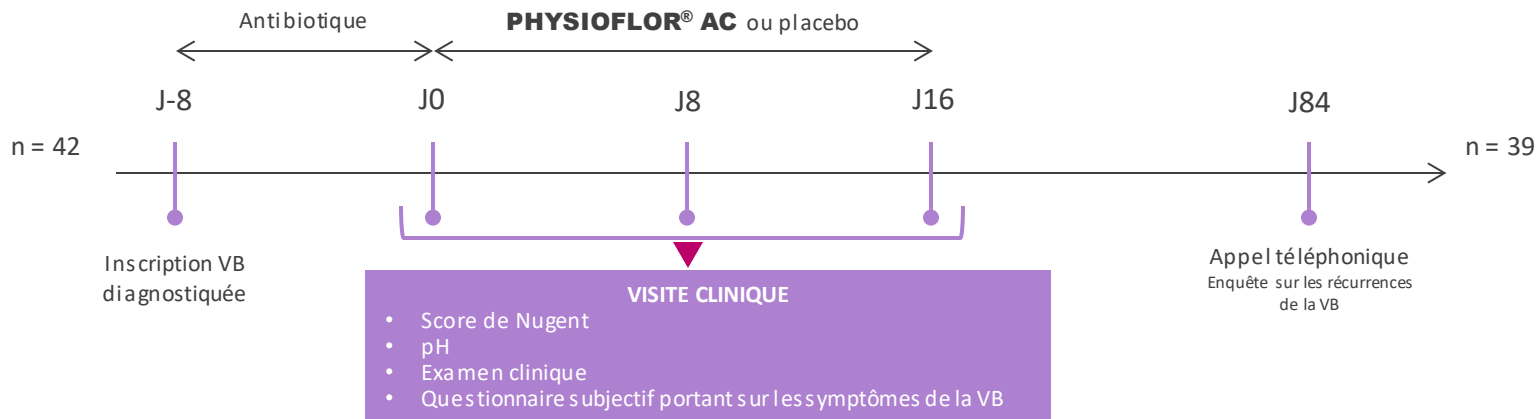 Antibiotique
PHYSIOFLOR® AC ou placebo
J-8
J0
J8
J16
J84
n = 42
n = 39
Inscription VB
diagnostiquée
Appel téléphonique
Enquête sur les récurrences
de la VB
VISITE CLINIQUE
• Score de Nugent
• pH
• Examen clinique
• Questionnaire subjectif portant sur les symptômes de la VB